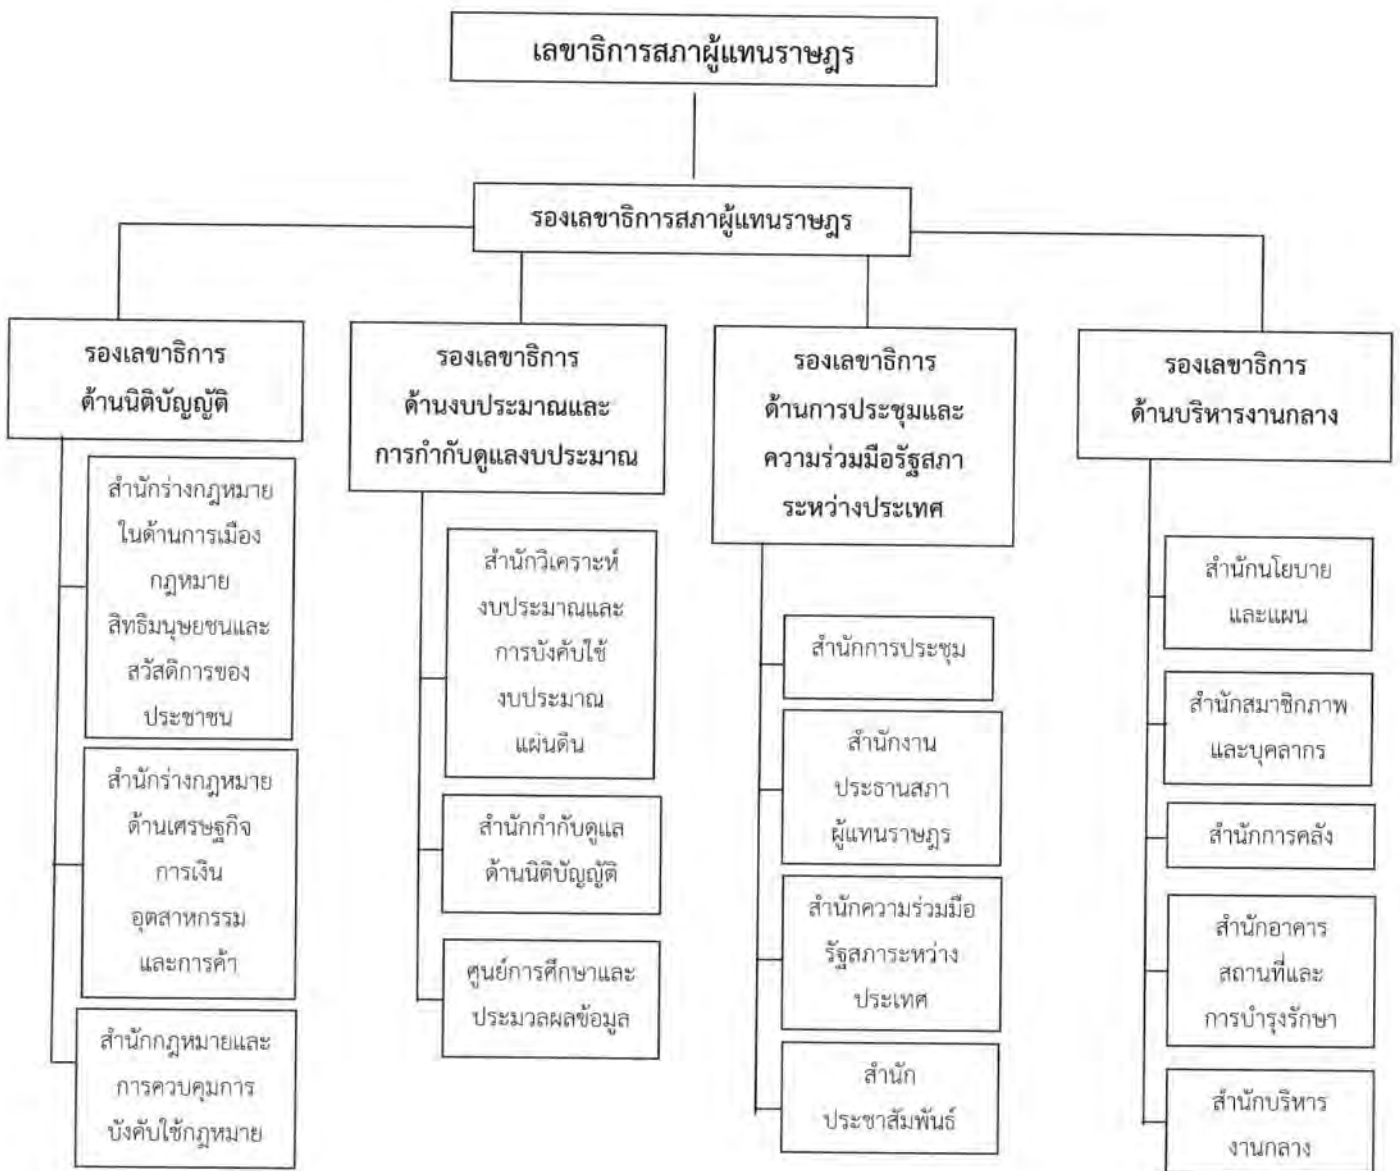 เลขาธิการสภาผู้แทนราษฎร
รองเลขาธิการสภาผู้แทนราษฎร
รองเลขาธิการ
ด้านนิติบัญญัติ
สำนักร่างกฎหมาย
ในด้านการเมือง
กฎหมาย
สิทธิมนุษยชนและ
สวัสดิการของ
ประชาชน
สำนักร่างกฎหมาย
ด้านเศรษฐกิจ
การเงิน
อุตสาหกรรม
และการค้า
สำนักกฎหมายและ
การควบคุมการ
บังคับใช้กฎหมาย
รองเลขาธิการ
ด้านงบประมาณและ
การกำกับดูแลงบประมาณ
สำนักวิเคราะห์
งบประมาณและ
การบังคับใช้
งบประมาณ
แผ่นดิน
สำนักกำกับดูแล
ด้านนิติบัญญัติ
ศูนย์การศึกษาและ
ประมวลผลข้อมูล
รองเลขาธิการ
ด้านการประชุมและ
ความร่วมมือรัฐสภา
ระหว่างประเทศ
สำนักการประชุม
สำนักงาน
ประธานสภา
ผู้แทนราษฎร
สำนักความร่วมมือ
รัฐสภาระหว่าง
ประเทศ
สำนัก
ประชาสัมพันธ์
รองเลขาธิการ
ด้านบริหารงานกลาง
สำนักนโยบาย
และแผน
สำนักสมาชิกภาพ
และบุคลากร
สำนักการคลัง
สำนักอาคาร
สถานที่และ
การบำรุงรักษา
สำนักบริหาร
งานกลาง